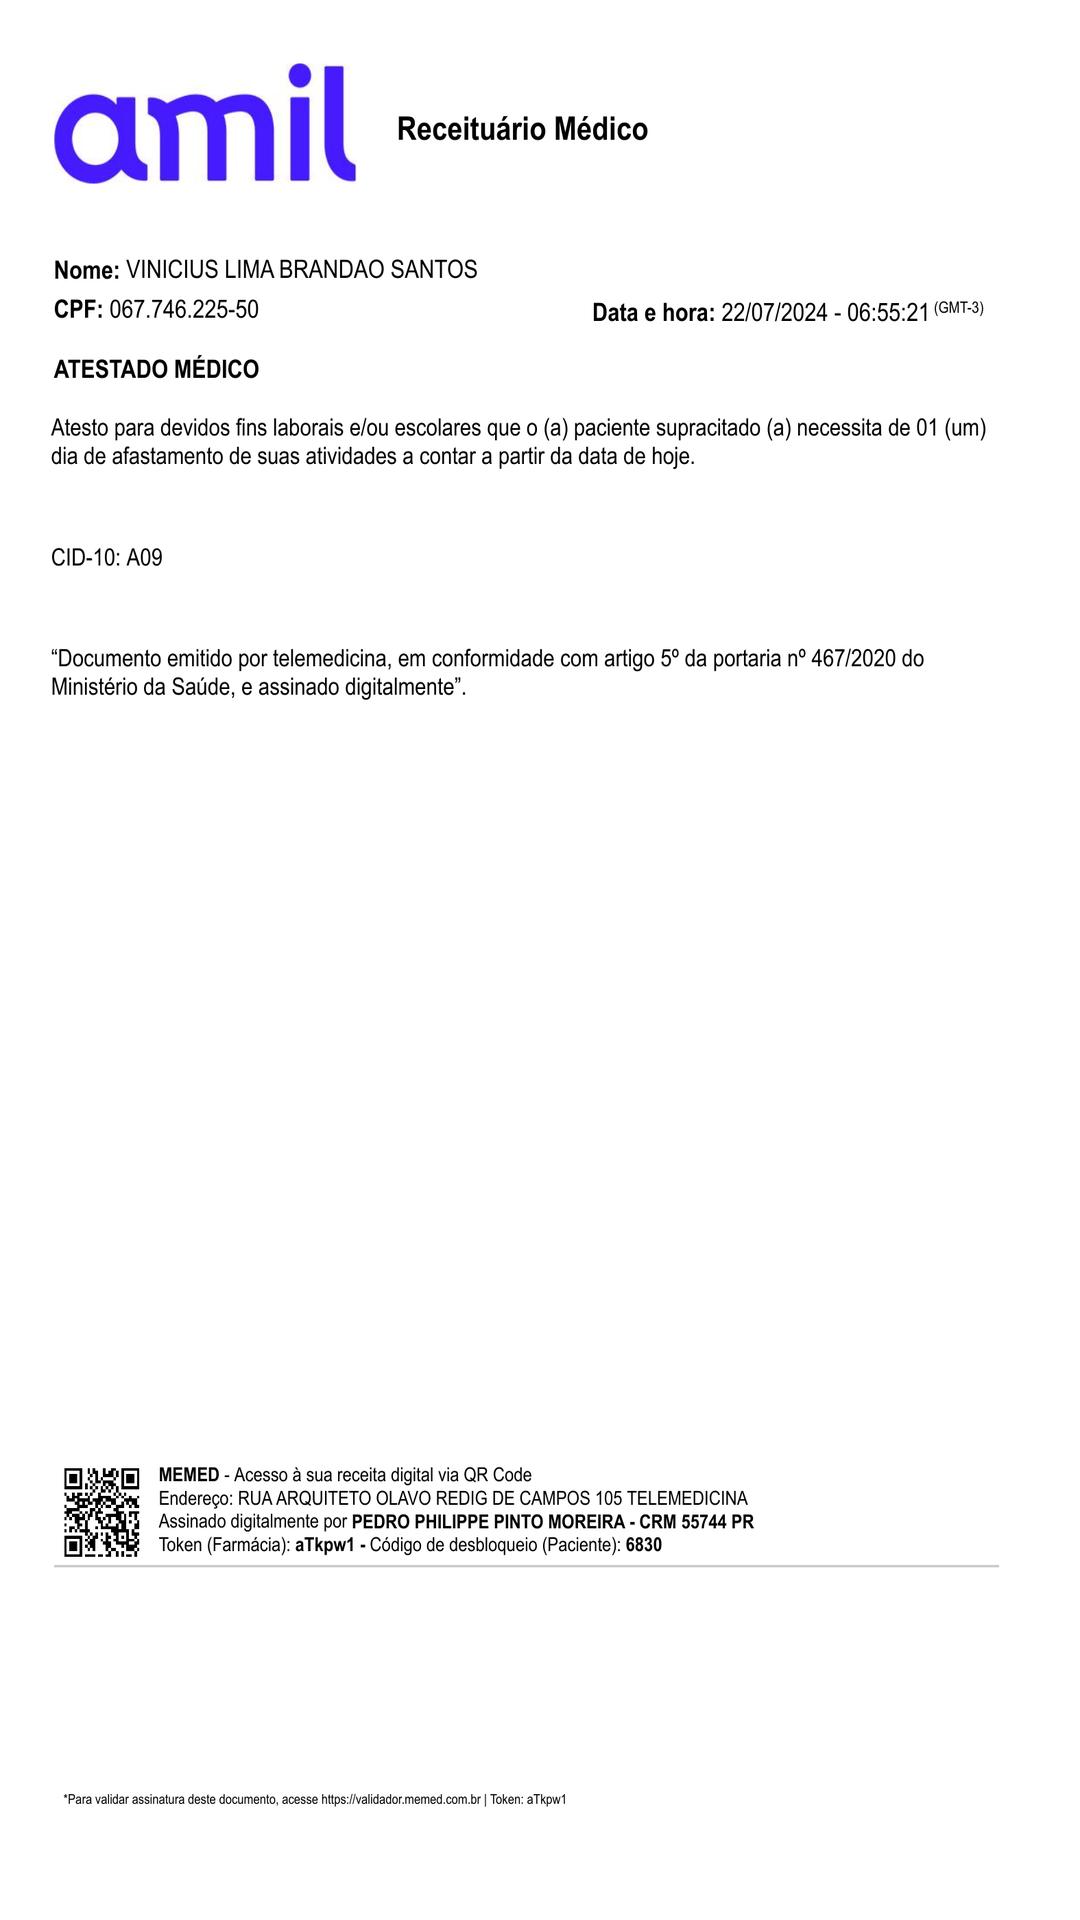 amil
Receituário Médico
Nome: VINICIUS LIMA BRANDAO SANTOS
CPF: 067.746.225-50
Data e hora: 22/07/2024 - 06:55:21 (GMT-3)
ATESTADO MÉDICO
Atesto para devidos fins laborais e/ou escolares que o (a) paciente supracitado (a) necessita de 01 (um)
dia de afastamento de suas atividades a contar a partir da data de hoje.
CID-10: A09
“Documento emitido por telemedicina, em conformidade com artigo 5º da portaria nº 467/2020 do
Ministério da Saúde, e assinado digitalmente”.
MEMED - Acesso à sua receita digital via QR Code
Endereço: RUA ARQUITETO OLAVO REDIG DE CAMPOS 105 TELEMEDICINA
Assinado digitalmente por PEDRO PHILIPPE PINTO MOREIRA - CRM 55744 PR
Token (Farmácia): aTkpw1 - Código de desbloqueio (Paciente): 6830
*Para validar assinatura deste documento, acesse https://validador.memed.com.br | Token: aTkpw1